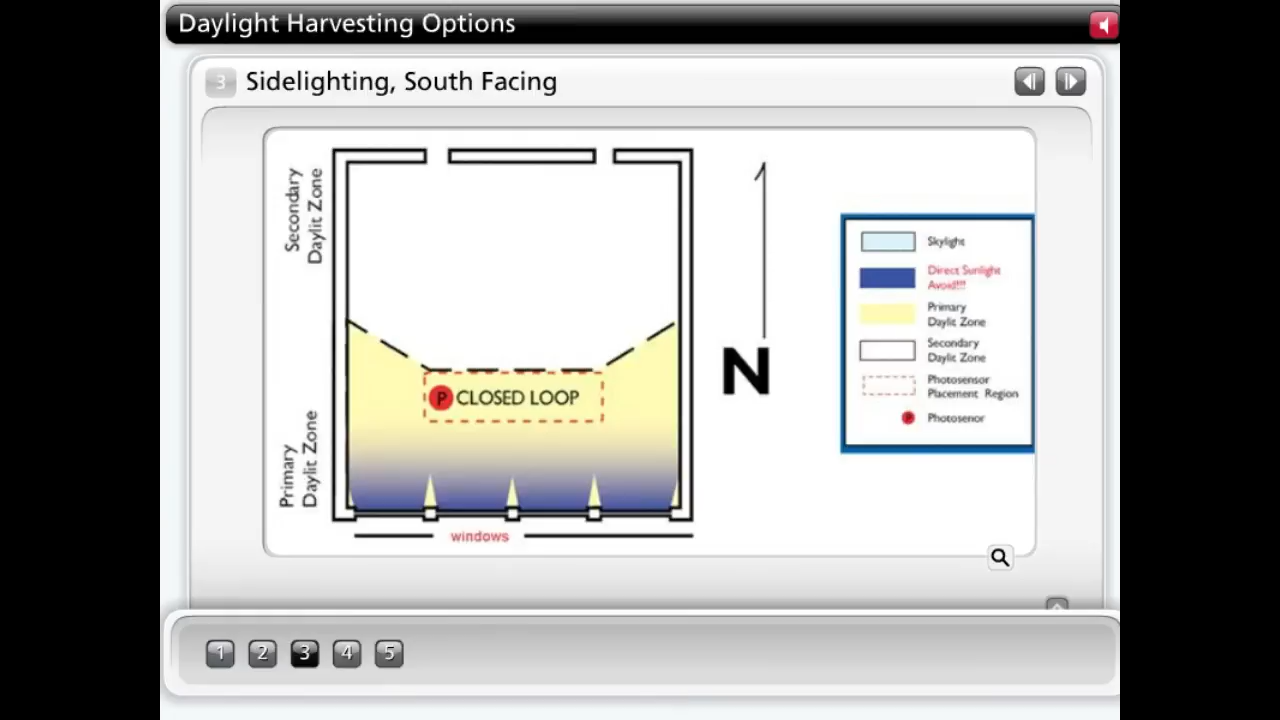 Daylight Harvesting Options
3
Sidelighting, South Facing
Secondary
Daylit Zone
P
CLOSED LOOP
Primary
Daylit Zone
windows
N
Skylight
Direct Sunlight
Avoid!!!
Primary
Daylit Zone
Secondary
Daylit Zone
Photosensor
Placement Region
P
Photosenor
1 2 3 4 5